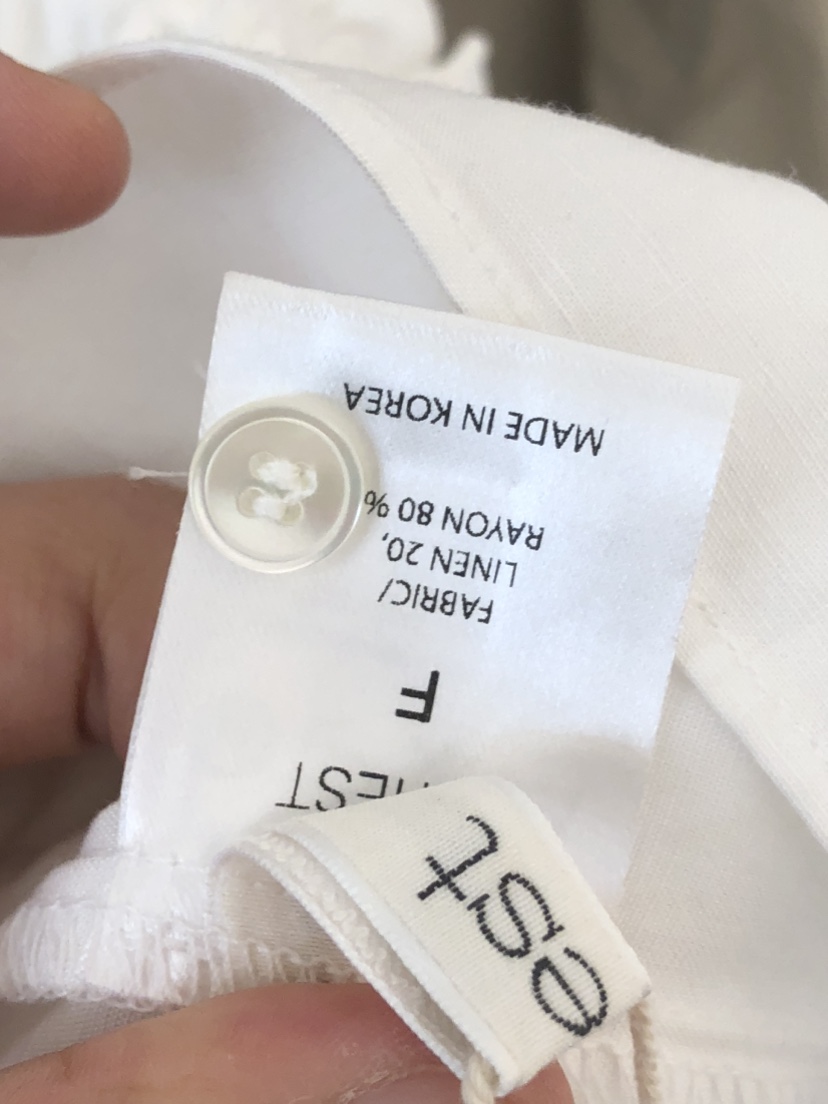 est
F
FABRIC/
LINEN 20,
RAYON 80 %
MADE IN KOREA